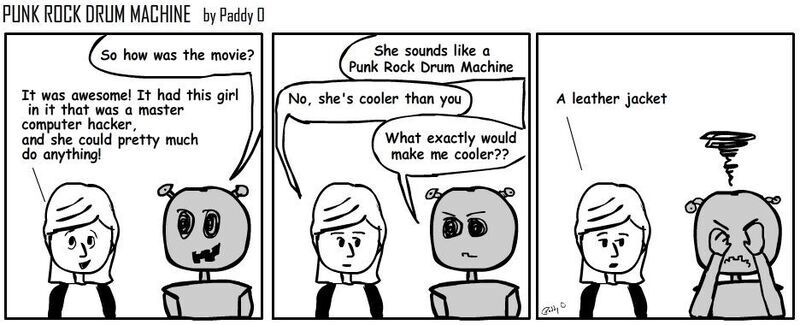 PUNK ROCK DRUM MACHINE by Paddy O
So how was the movie?
It was awesome! It had this girl
in it that was a master
computer hacker,
and she could pretty much
do anything!
She sounds like a
Punk Rock Drum Machine
No, she's cooler than you
What exactly would
make me cooler??
A leather jacket
Paddy O